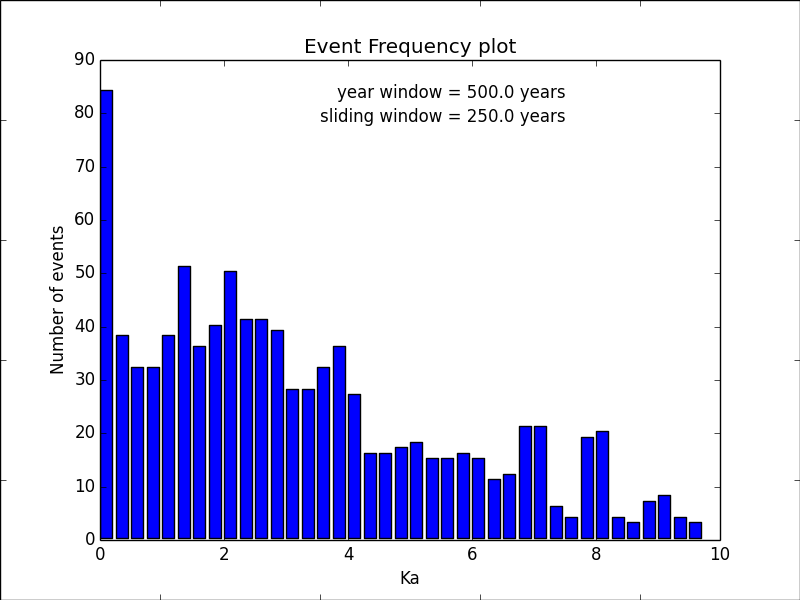 Event Frequency plot
year window = 500.0 years
sliding window = 250.0 years
90
80
70
60
50
40
30
20
10
0
Number of events
0 2 4 6 8 10
Ka